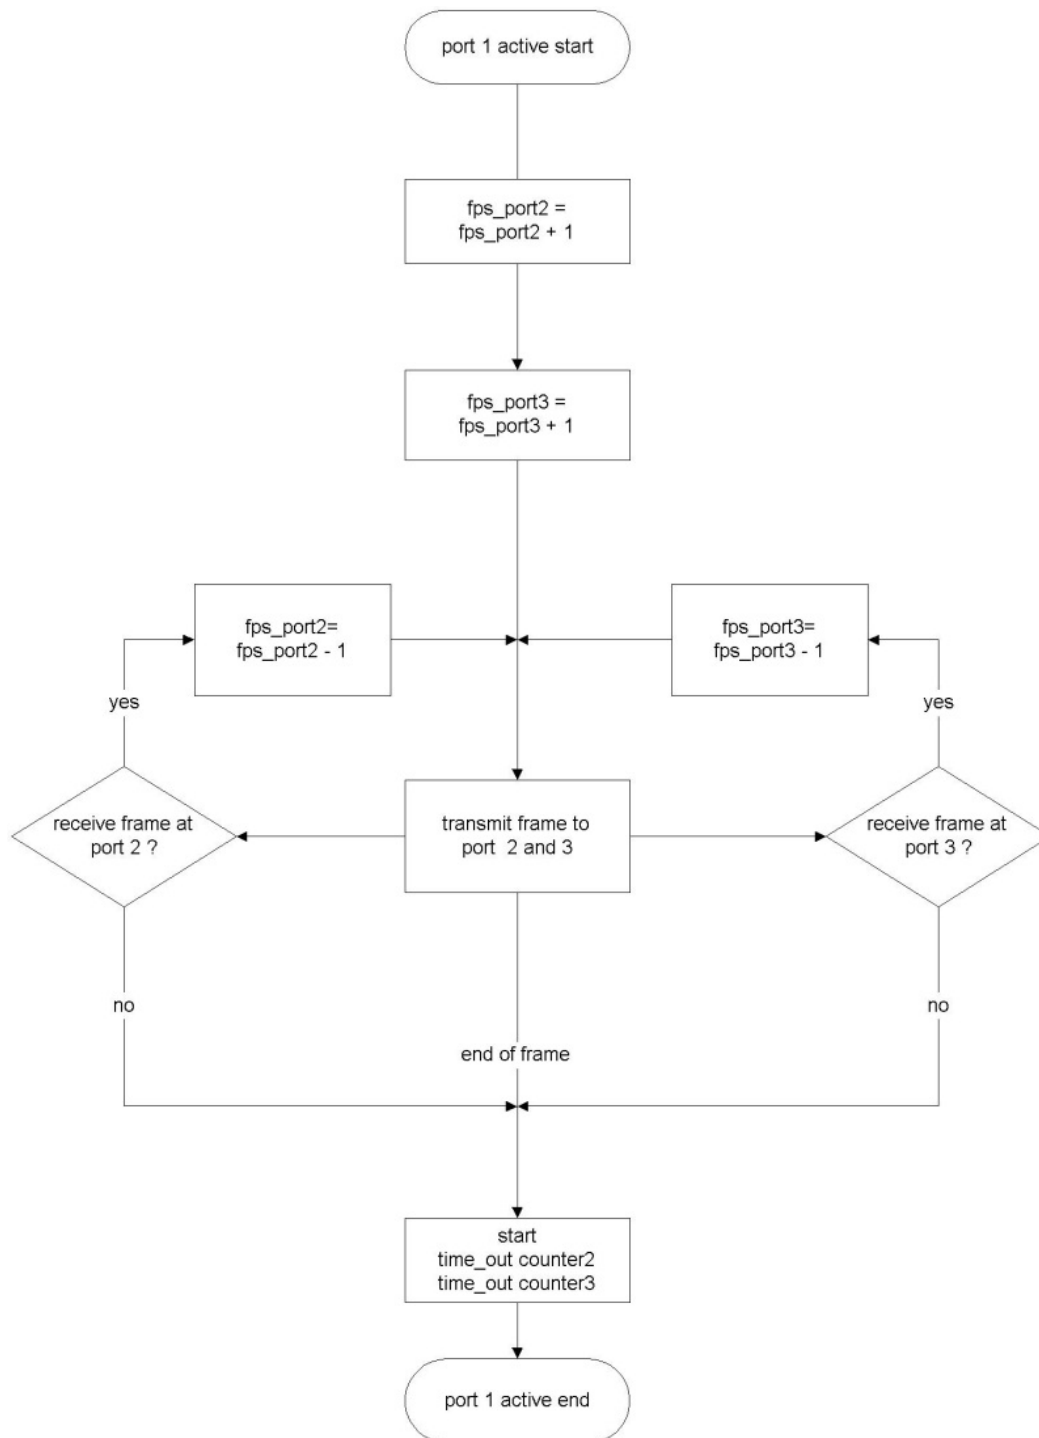 port 1 active start
fps_port2 =
fps_port2 + 1
fps_port3 =
fps_port3 + 1
fps_port2=
fps_port2 - 1
fps_port3=
fps_port3 - 1
yes
yes
receive frame at
port 2 ?
transmit frame to
port  2 and 3
receive frame at
port 3 ?
no
no
end of frame
start
time_out counter2
time_out counter3
port 1 active end